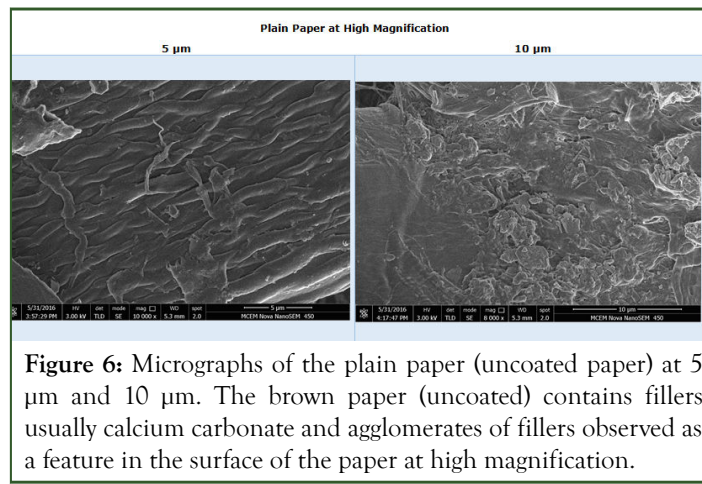 Plain Paper at High Magnification
5 µm 10 µm
5/31/2016 HV det mode mag WD spot 5 µm
3:57:29 PM 3.00 kV TLD SE 10 000 x 5.3 mm 2.0 MCEM Nova NanoSEM 450
5/31/2016 HV det mode mag WD spot 10 µm
4:17:47 PM 3.00 kV TLD SE 8 000 x 5.3 mm 2.0 MCEM Nova NanoSEM 450
Figure 6: Micrographs of the plain paper (uncoated paper) at 5
µm and 10 µm. The brown paper (uncoated) contains fillers
usually calcium carbonate and agglomerates of fillers observed as
a feature in the surface of the paper at high magnification.